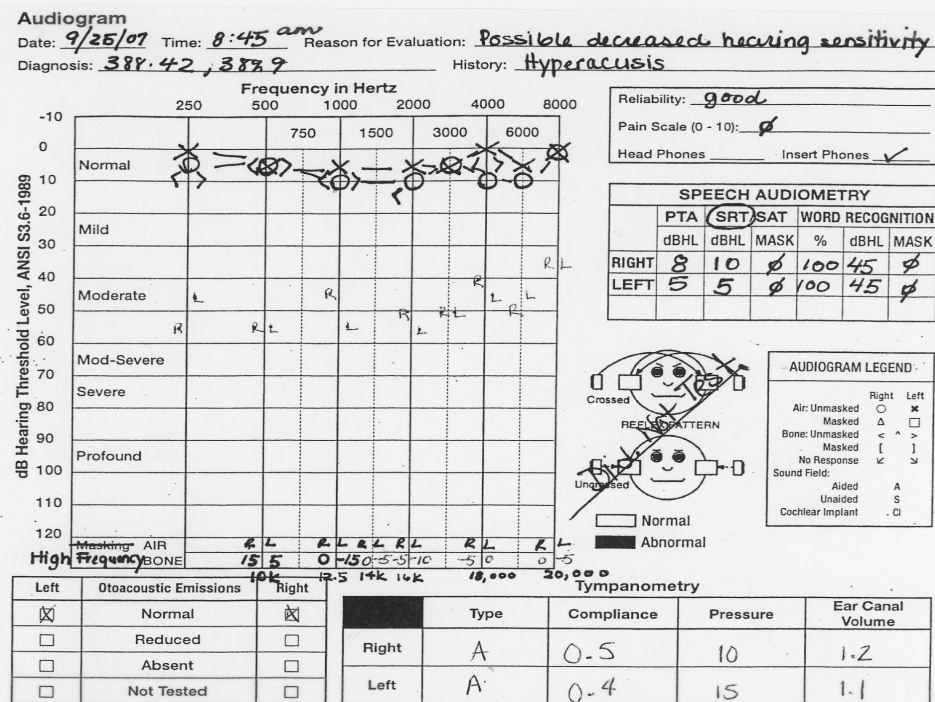 Audiogram
Date: 9/25/07 Time: 8:45 am Reason for Evaluation: Possible decreased hearing sensitivity
Diagnosis: 388.42, 388.9 History: Hyperacusis
Frequency in Hertz
250 500 1000 2000 4000 8000
750 1500 3000 6000
dB Hearing Threshold Level, ANSI S3.6-1989
-10
0
Normal
10
20
Mild
30
40
Moderate
50
60
Mod-Severe
70
Severe
80
90
Profound
100
110
120
R L
R
R L
R L
L
R
L
R L
R L
R L
R
L
Masking AIR R L R L R L R L R L R L
High Frequency BONE 15 5 0 -15 0 -5 -5 -10 -5 0 0 -5
10K 12.5 14K 16K 18,000 20,000
Reliability: good
Pain Scale (0 - 10): ϕ
Head Phones Insert Phones ✓
SPEECH AUDIOMETRY
PTA SRT SAT WORD RECOGNITION
dBHL dBHL MASK % dBHL MASK
RIGHT 8 10 ϕ 100 45 ϕ
LEFT 5 5 ϕ 100 45 ϕ
Crossed
REFLEX PATTERN
Uncrossed
Normal
Abnormal
AUDIOGRAM LEGEND
Right Left
Air: Unmasked ○ ✖
Masked △ □
Bone: Unmasked < ^ >
Masked [ ]
No Response ↙ ↘
Sound Field:
Aided A
Unaided S
Cochlear Implant CI
Left Otoacoustic Emissions Right
☒ Normal ☒
□ Reduced □
□ Absent □
□ Not Tested □
Tympanometry
Type Compliance Pressure Ear Canal Volume
Right A 0.5 10 1.2
Left A 0.4 15 1.1